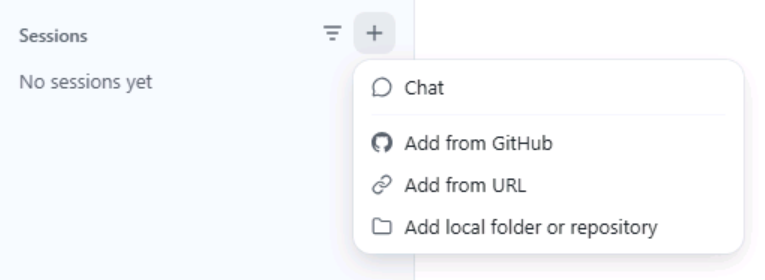 Sessions
No sessions yet
Chat
Add from GitHub
Add from URL
Add local folder or repository